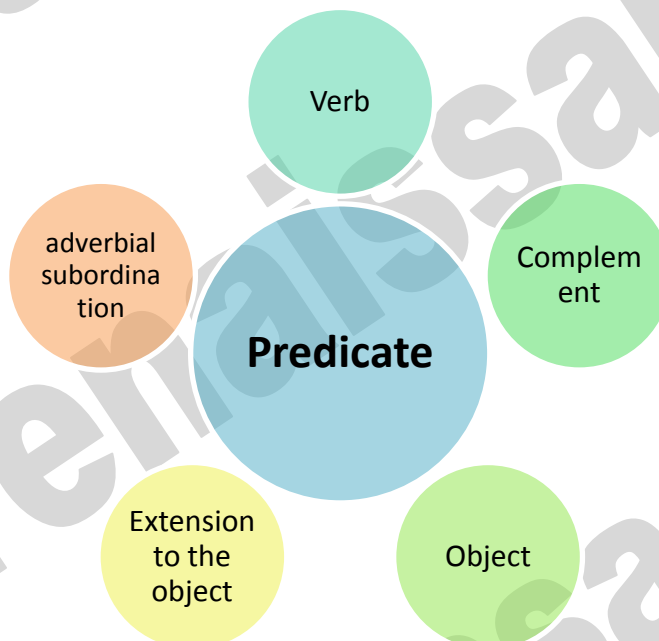 Verb
Complem
ent
Object
Extension
to the
object
adverbial
subordina
tion
Predicate